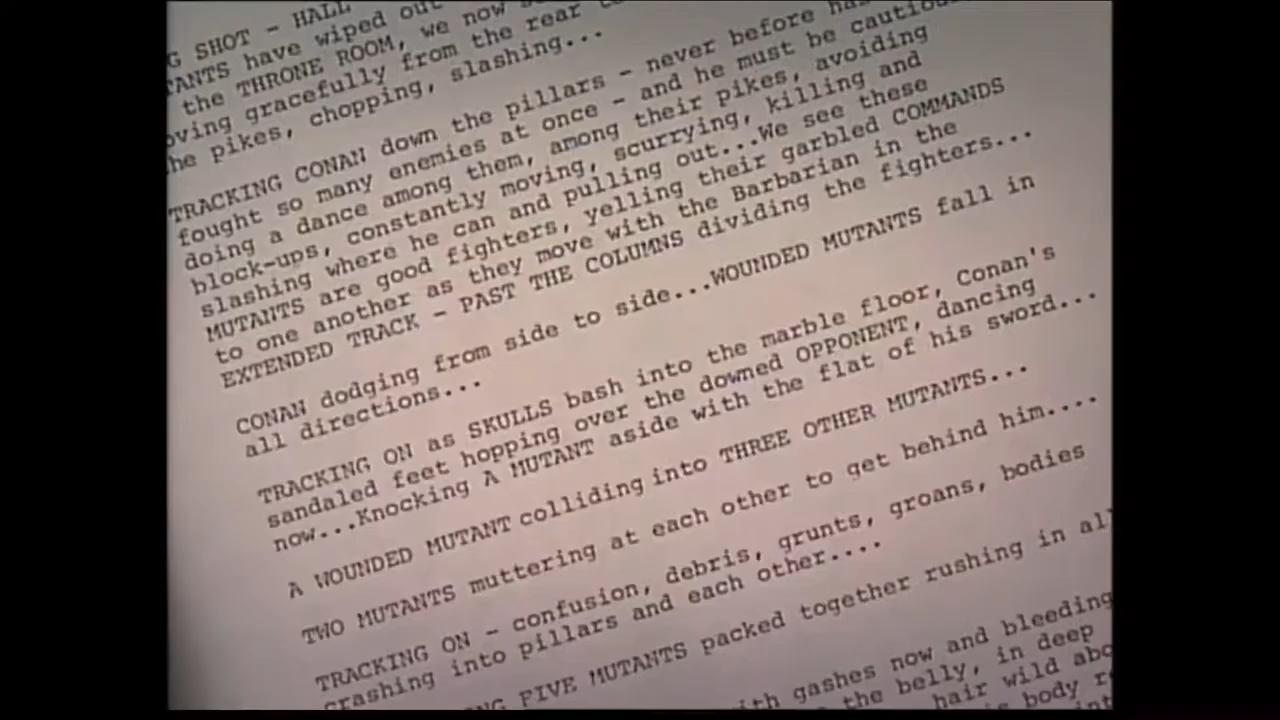 G SHOT - HALL
TANTS have wiped out
the THRONE ROOM, we now
oving gracefully from the rear
he pikes, chopping, slashing...
TRACKING CONAN down the pillars - never before has
fought so many enemies at once - and he must be cautious
doing a dance among them, among their pikes, avoiding
block-ups, constantly moving, scurrying, killing and
slashing where he can and pulling out...We see these
MUTANTS are good fighters, yelling their garbled COMMANDS
to one another as they move with the Barbarian in the
EXTENDED TRACK - PAST THE COLUMNS dividing the fighters...
CONAN dodging from side to side...WOUNDED MUTANTS fall in
all directions...
TRACKING ON as SKULLS bash into the marble floor, Conan's
sandaled feet hopping over the downed OPPONENT, dancing
now...Knocking A MUTANT aside with the flat of his sword...
A WOUNDED MUTANT colliding into THREE OTHER MUTANTS...
TWO MUTANTS muttering at each other to get behind him....
TRACKING ON - confusion, debris, grunts, groans, bodies
crashing into pillars and each other....
NG FIVE MUTANTS packed together rushing in all
ith gashes now and bleeding
the belly, in deep
hair wild abo
body r